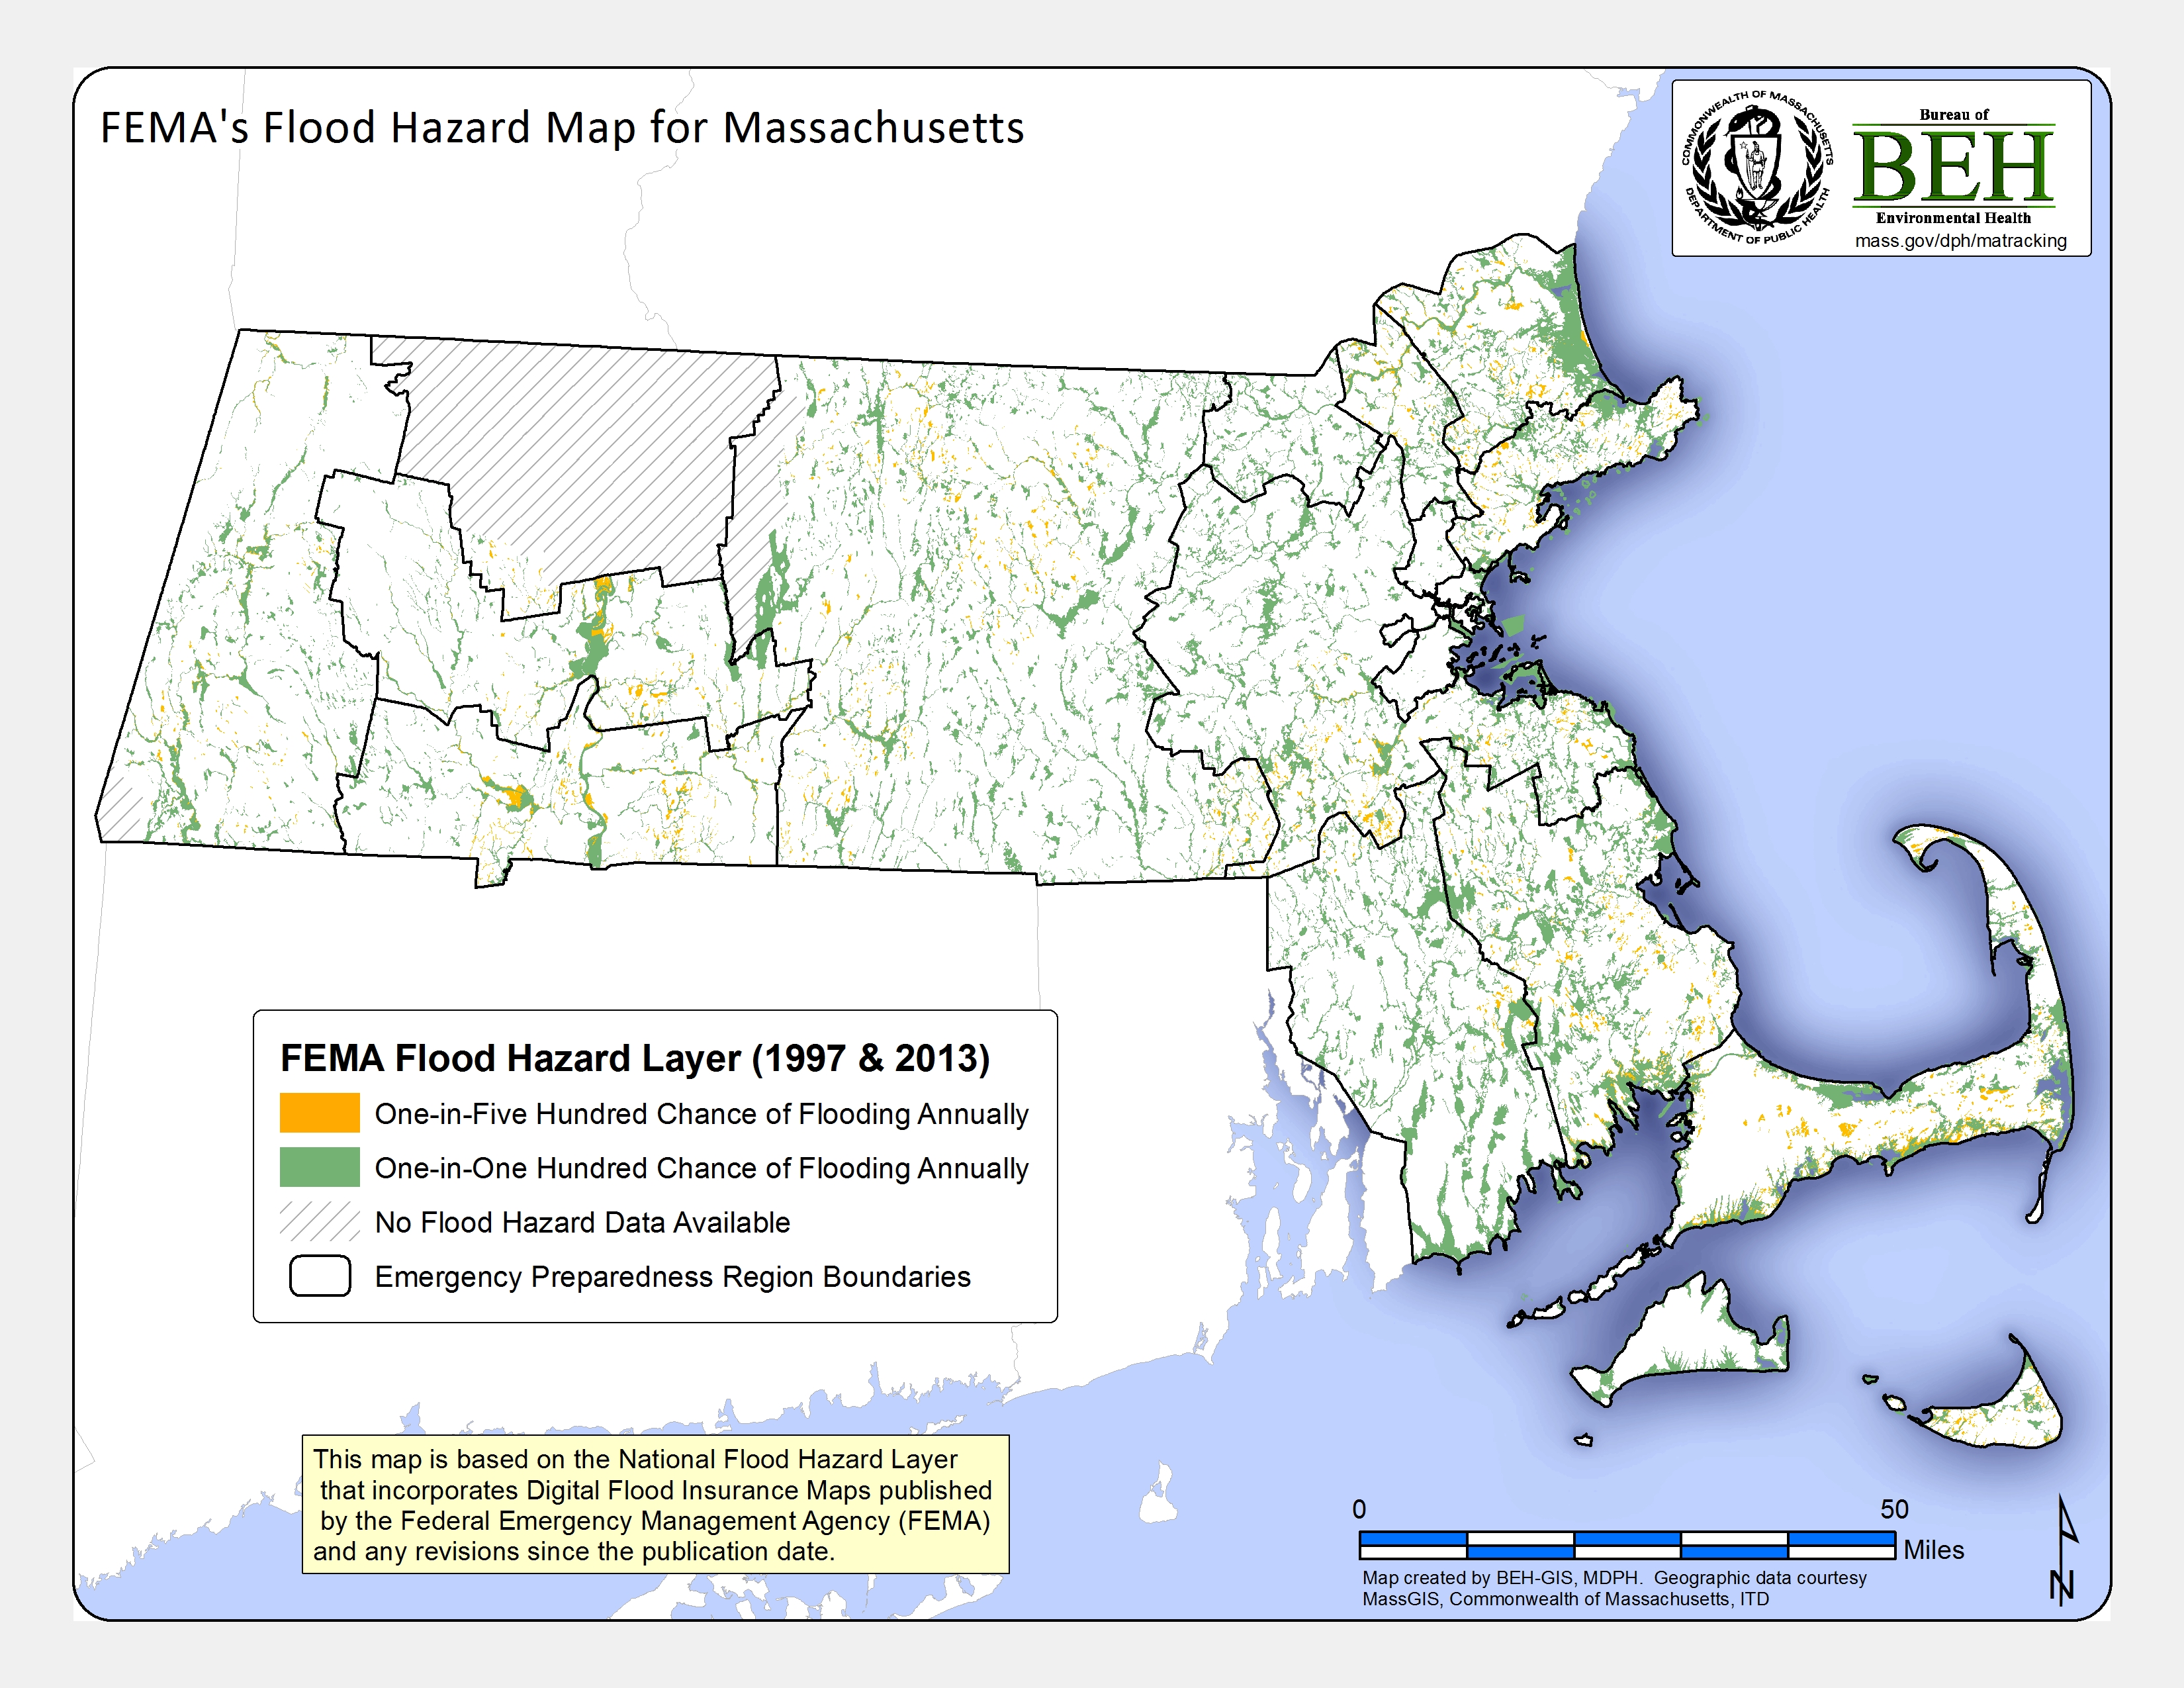 FEMA's Flood Hazard Map for Massachusetts
COMMONWEALTH OF MASSACHUSETTS
DEPARTMENT OF PUBLIC HEALTH
Bureau of
BEH
Environmental Health
mass.gov/dph/matracking
FEMA Flood Hazard Layer (1997 & 2013)
One-in-Five Hundred Chance of Flooding Annually
One-in-One Hundred Chance of Flooding Annually
No Flood Hazard Data Available
Emergency Preparedness Region Boundaries
This map is based on the National Flood Hazard Layer
that incorporates Digital Flood Insurance Maps published
by the Federal Emergency Management Agency (FEMA)
and any revisions since the publication date.
0 50
Miles
Map created by BEH-GIS, MDPH. Geographic data courtesy
MassGIS, Commonwealth of Massachusetts, ITD
N